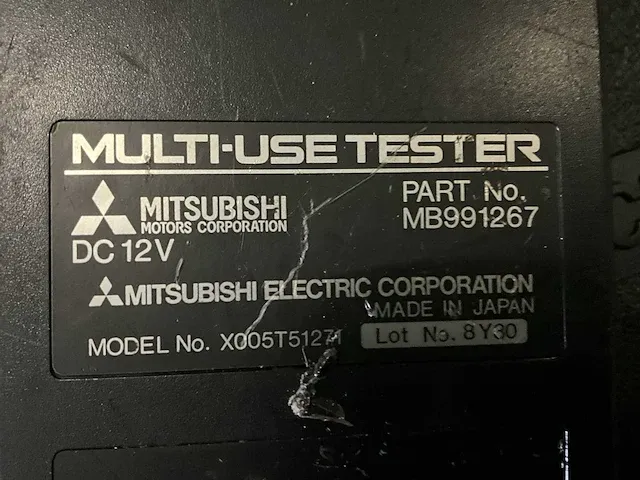 MULTI-USE TESTER
MITSUBISHI
MOTORS CORPORATION
PART No.
MB991267
DC 12V
MITSUBISHI ELECTRIC CORPORATION
MADE IN JAPAN
MODEL No. X005T51271
Lot No. 8Y30